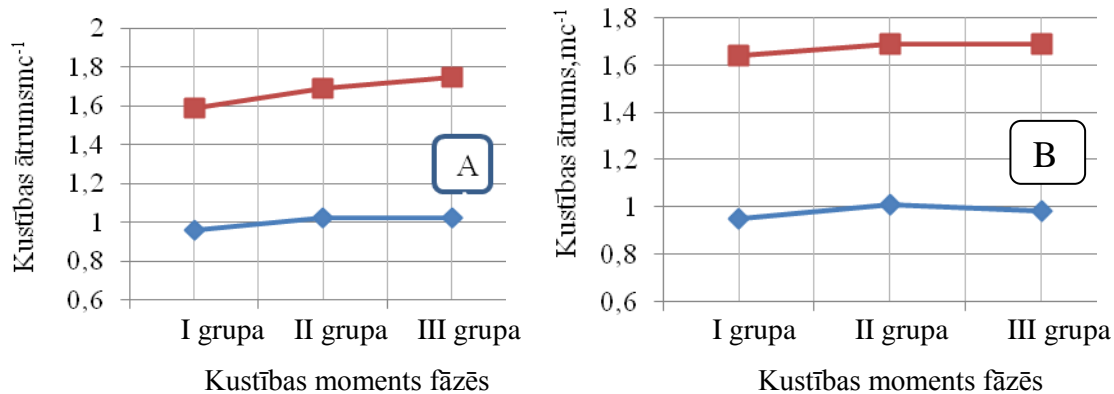 Kustības ātrumsmc⁻¹
2
1,8
1,6
1,4
1,2
1
0,8
0,6
A
I grupa II grupa III grupa
Kustības moments fāzēs
Kustības ātrums,mc⁻¹
1,8
1,6
1,4
1,2
1
0,8
0,6
B
I grupa II grupa III grupa
Kustības moments fāzēs